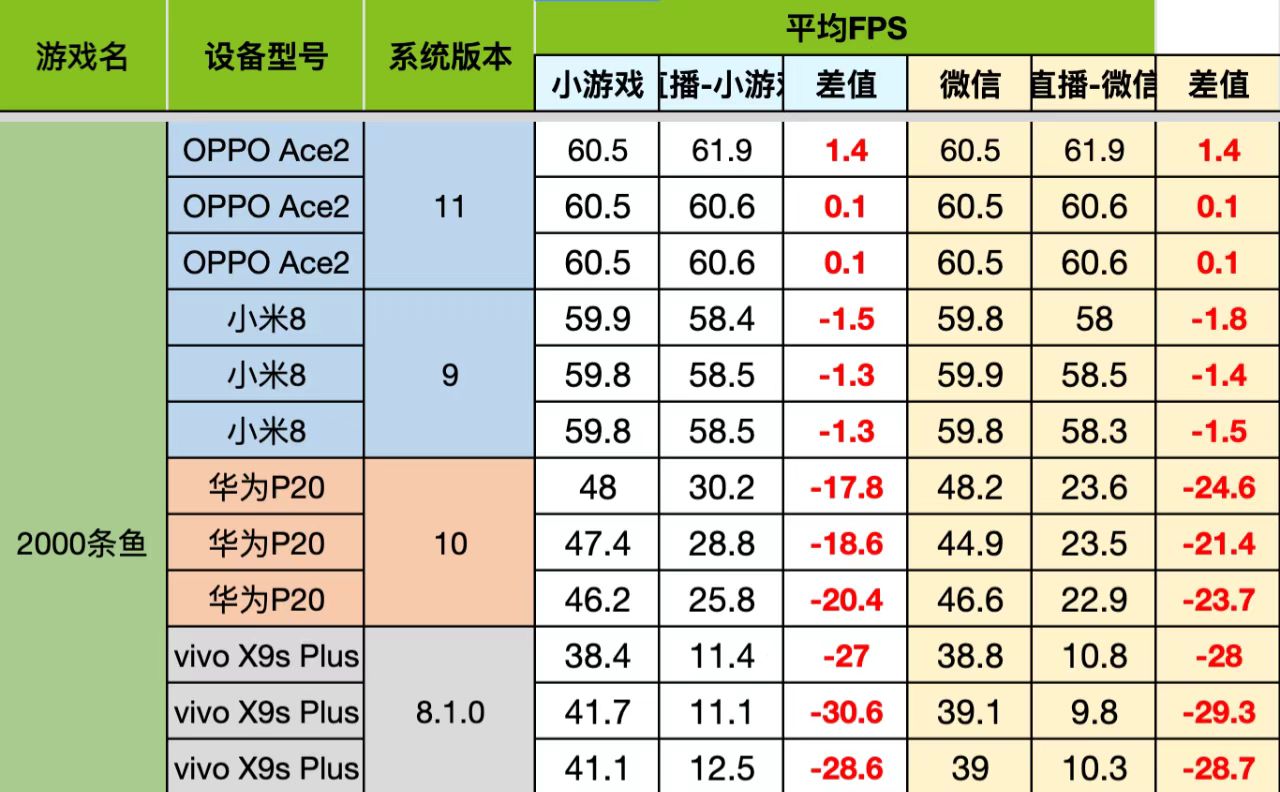 游戏名 设备型号 系统版本 平均FPS
小游戏 直播-小游 差值 微信 直播-微信 差值
OPPO Ace2 60.5 61.9 1.4 60.5 61.9 1.4
OPPO Ace2 11 60.5 60.6 0.1 60.5 60.6 0.1
OPPO Ace2 60.5 60.6 0.1 60.5 60.6 0.1
小米8 59.9 58.4 -1.5 59.8 58 -1.8
小米8 9 59.8 58.5 -1.3 59.9 58.5 -1.4
小米8 59.8 58.5 -1.3 59.8 58.3 -1.5
华为P20 48 30.2 -17.8 48.2 23.6 -24.6
2000条鱼 华为P20 10 47.4 28.8 -18.6 44.9 23.5 -21.4
华为P20 46.2 25.8 -20.4 46.6 22.9 -23.7
vivo X9s Plus 38.4 11.4 -27 38.8 10.8 -28
vivo X9s Plus 8.1.0 41.7 11.1 -30.6 39.1 9.8 -29.3
vivo X9s Plus 41.1 12.5 -28.6 39 10.3 -28.7